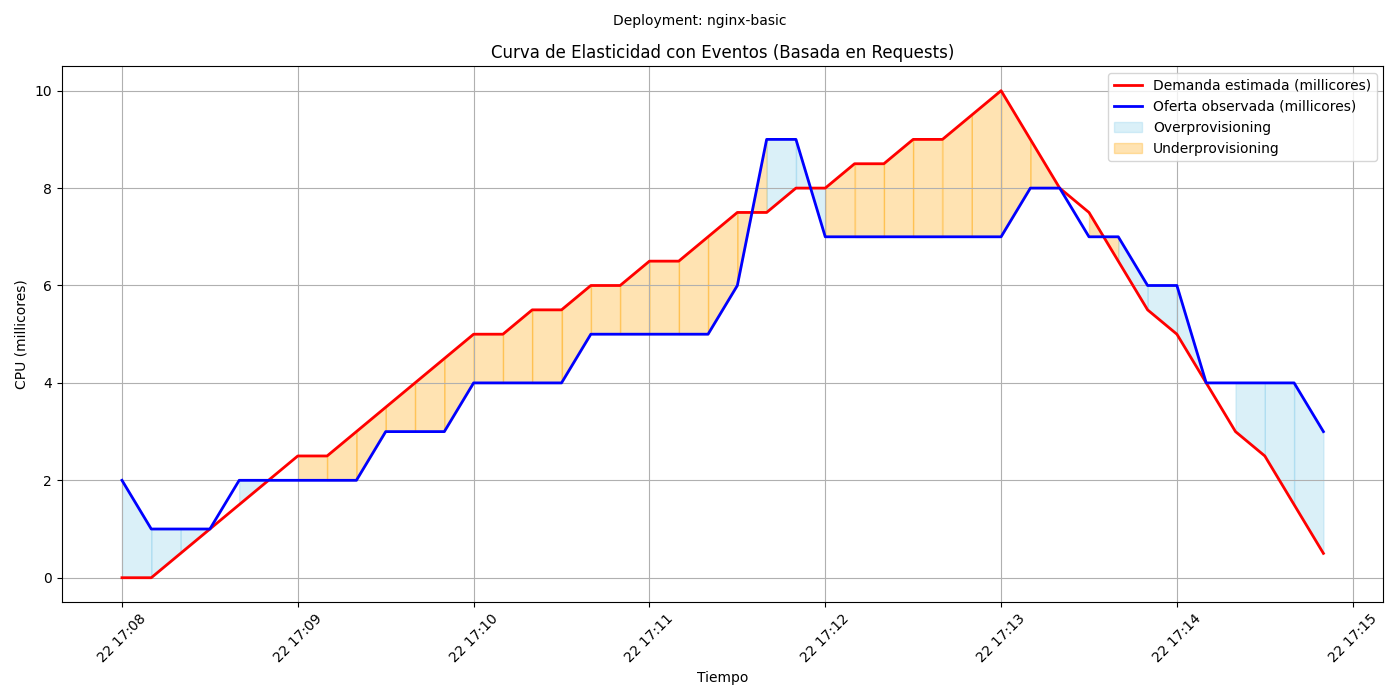 Deployment: nginx-basic
Curva de Elasticidad con Eventos (Basada en Requests)
Demanda estimada (millicores)
Oferta observada (millicores)
Overprovisioning
Underprovisioning
CPU (millicores)
10
8
6
4
2
0
22 17:08
22 17:09
22 17:10
22 17:11
22 17:12
22 17:13
22 17:14
22 17:15
Tiempo